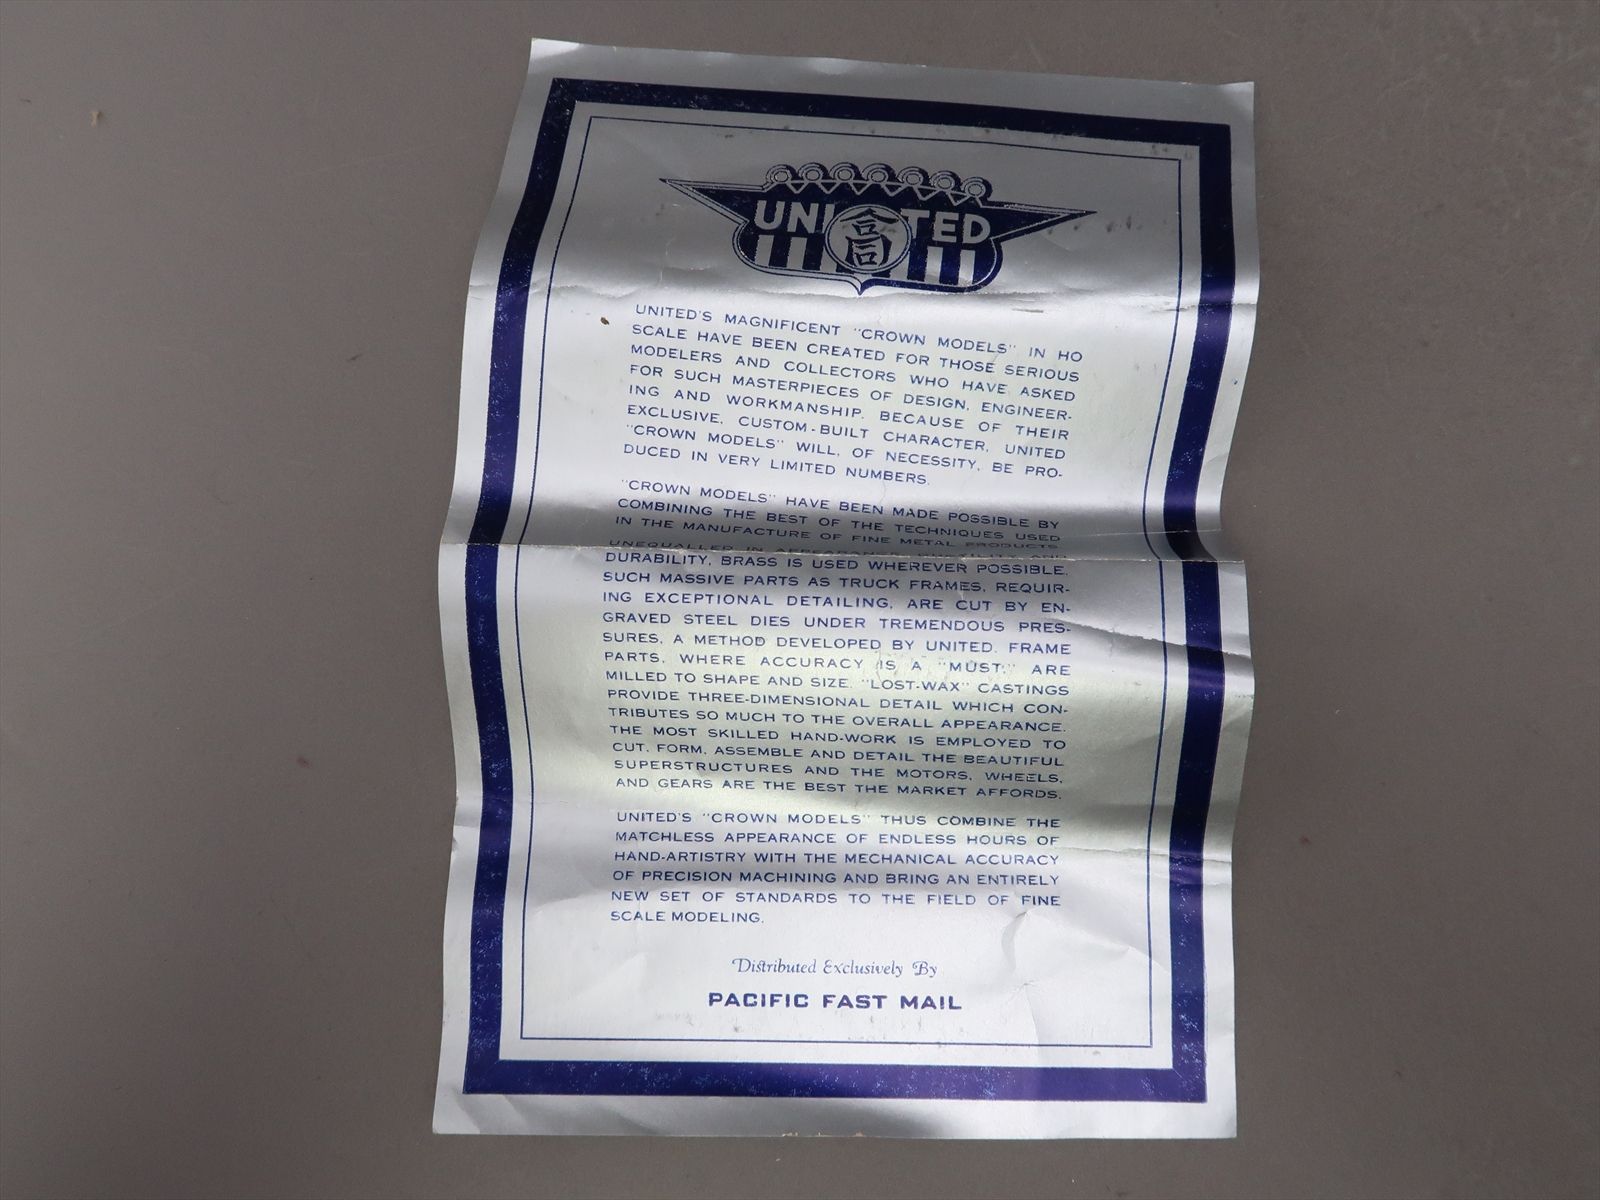 UNITED
合同
UNITED'S MAGNIFICENT "CROWN MODELS" IN HO
SCALE HAVE BEEN CREATED FOR THOSE SERIOUS
MODELERS AND COLLECTORS WHO HAVE ASKED
FOR SUCH MASTERPIECES OF DESIGN, ENGINEER-
ING AND WORKMANSHIP. BECAUSE OF THEIR
EXCLUSIVE, CUSTOM-BUILT CHARACTER, UNITED
"CROWN MODELS" WILL, OF NECESSITY, BE PRO-
DUCED IN VERY LIMITED NUMBERS.
"CROWN MODELS" HAVE BEEN MADE POSSIBLE BY
COMBINING THE BEST OF THE TECHNIQUES USED
IN THE MANUFACTURE OF FINE METAL PRODUCTS
UNEQUALLED IN APPEARANCE, AND
DURABILITY, BRASS IS USED WHEREVER POSSIBLE.
SUCH MASSIVE PARTS AS TRUCK FRAMES, REQUIR-
ING EXCEPTIONAL DETAILING, ARE CUT BY EN-
GRAVED STEEL DIES UNDER TREMENDOUS PRES-
SURES, A METHOD DEVELOPED BY UNITED. FRAME
PARTS, WHERE ACCURACY IS A "MUST," ARE
MILLED TO SHAPE AND SIZE. "LOST-WAX" CASTINGS
PROVIDE THREE-DIMENSIONAL DETAIL WHICH CON-
TRIBUTES SO MUCH TO THE OVERALL APPEARANCE.
THE MOST SKILLED HAND-WORK IS EMPLOYED TO
CUT, FORM, ASSEMBLE AND DETAIL THE BEAUTIFUL
SUPERSTRUCTURES AND THE MOTORS, WHEELS,
AND GEARS ARE THE BEST THE MARKET AFFORDS.
UNITED'S "CROWN MODELS" THUS COMBINE THE
MATCHLESS APPEARANCE OF ENDLESS HOURS OF
HAND-ARTISTRY WITH THE MECHANICAL ACCURACY
OF PRECISION MACHINING AND BRING AN ENTIRELY
NEW SET OF STANDARDS TO THE FIELD OF FINE
SCALE MODELING.
Distributed Exclusively By
PACIFIC FAST MAIL